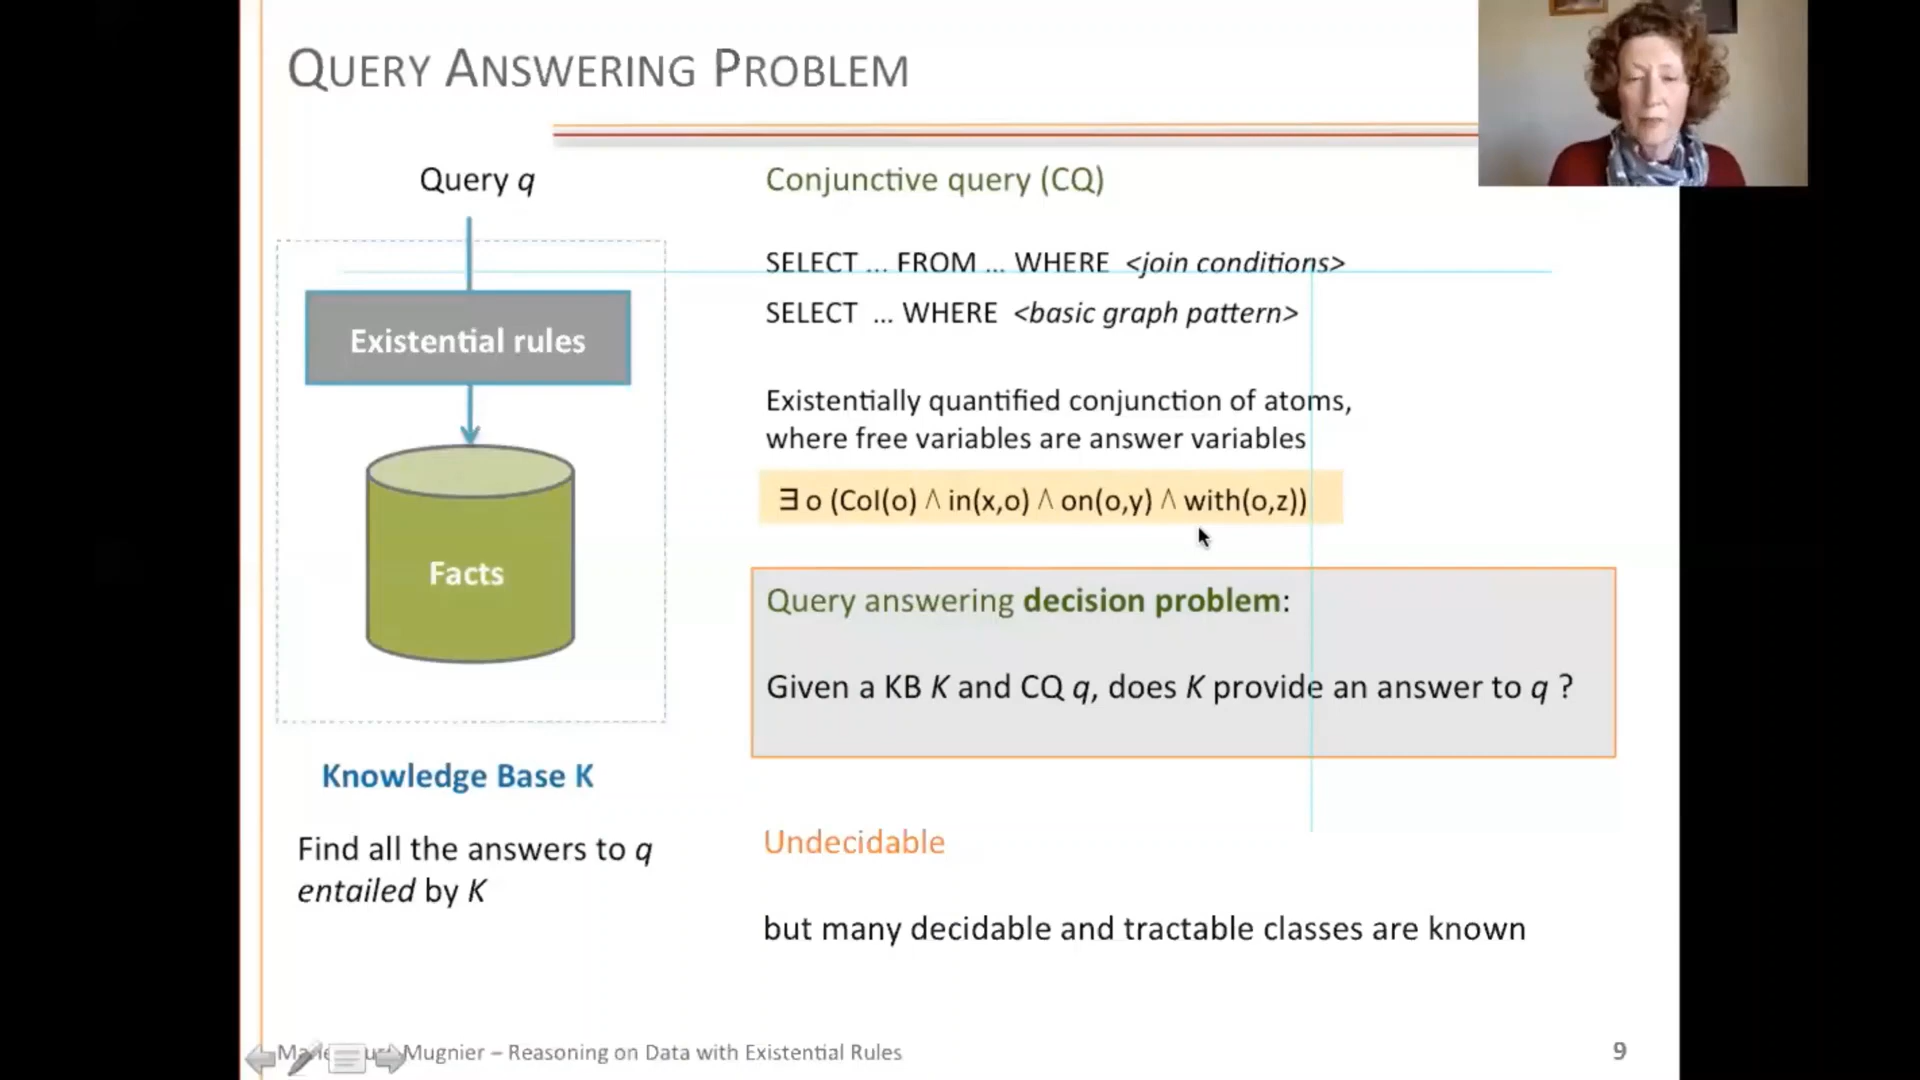 QUERY ANSWERING PROBLEM
Query q
Existential rules
Facts
Knowledge Base K
Find all the answers to q
entailed by K
Conjunctive query (CQ)
SELECT ... FROM ... WHERE <join conditions>
SELECT ... WHERE <basic graph pattern>
Existentially quantified conjunction of atoms,
where free variables are answer variables
∃ o (Col(o) ∧ in(x,o) ∧ on(o,y) ∧ with(o,z))
Query answering decision problem:
Given a KB K and CQ q, does K provide an answer to q ?
Undecidable
but many decidable and tractable classes are known
Mugnier – Reasoning on Data with Existential Rules
9